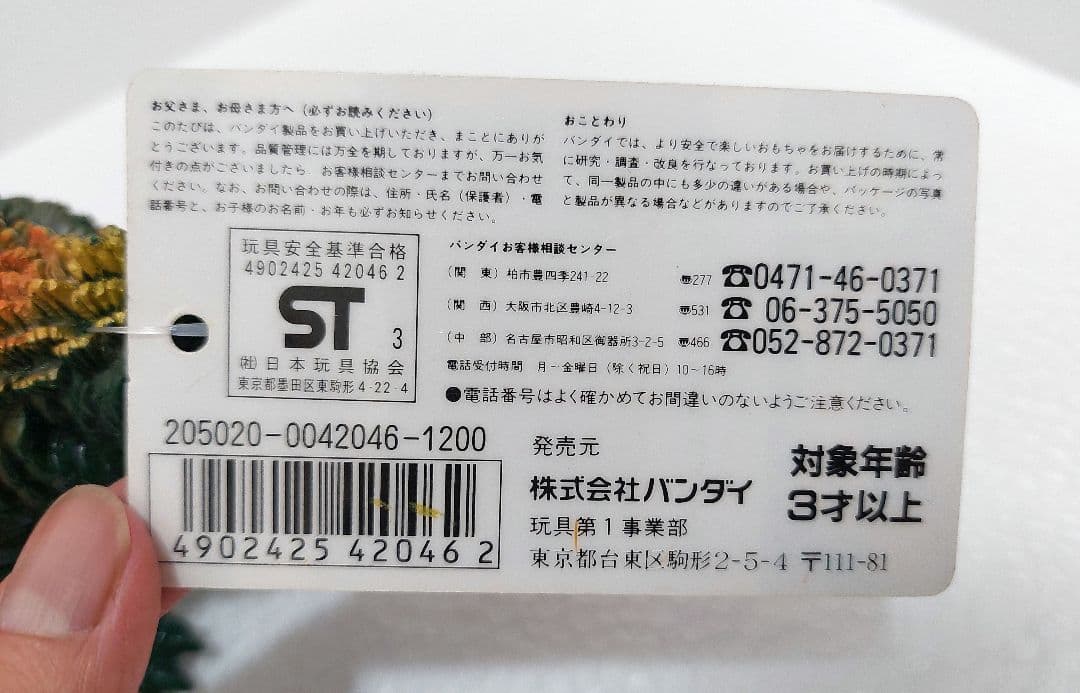 お父さま、お母さま方へ（必ずお読みください）
このたびは、バンダイ製品をお買い上げいただき、まことにありが
とうございます。品質管理には万全を期しておりますが、万一お気
付きの点がございましたら、お客様相談センターまでお問い合わせ
ください。なお、お問い合わせの際は、住所・氏名（保護者）・電
話番号と、お子様のお名前・お年も必ずお知らせください。
おことわり
バンダイでは、より安全で楽しいおもちゃをお届けするために、常
に研究・調査・改良を行なっております。お買い上げの時期によっ
て、同一製品の中にも多少の違いがある場合や、パッケージの写真
と製品が異なる場合などがありますのでご了承ください。
玩具安全基準合格
4902425 42046 2
ST
3
㈳日本玩具協会
東京都墨田区東駒形4-22-4
バンダイお客様相談センター
（関　東）柏市豊四季241-22 〠277 ☎0471-46-0371
（関　西）大阪市北区豊崎4-12-3 〠531 ☎06-375-5050
（中　部）名古屋市昭和区御器所3-2-5 〠466 ☎052-872-0371
電話受付時間　月－金曜日（除く祝日）10～16時
●電話番号はよく確かめてお間違いのないようご注意ください。
205020-0042046-1200
4902425 420462
発売元
株式会社バンダイ
玩具第1事業部
東京都台東区駒形2-5-4 〒111-81
対象年齢
3才以上